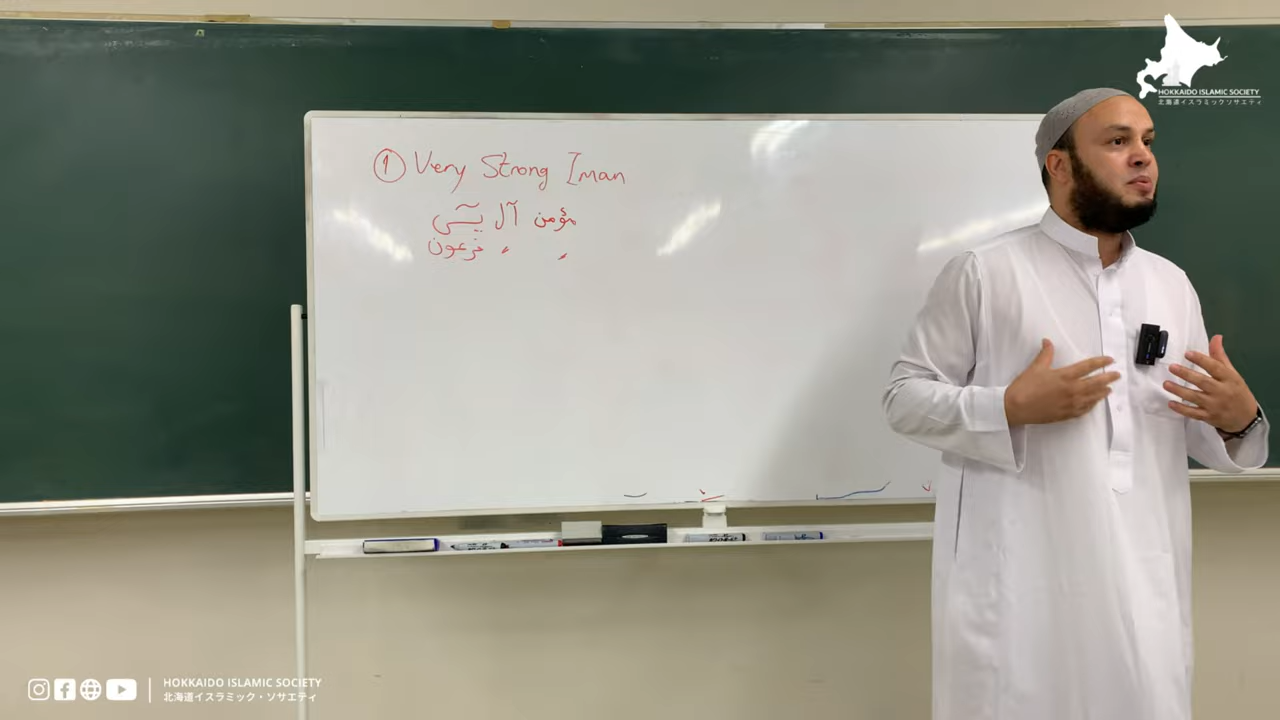 ① Very Strong Iman
مؤمن آل يٓسٓ
〃 〃 فرعون
HOKKAIDO ISLAMIC SOCIETY
北海道イスラミックソサエティ
HOKKAIDO ISLAMIC SOCIETY
北海道イスラミック・ソサエティ